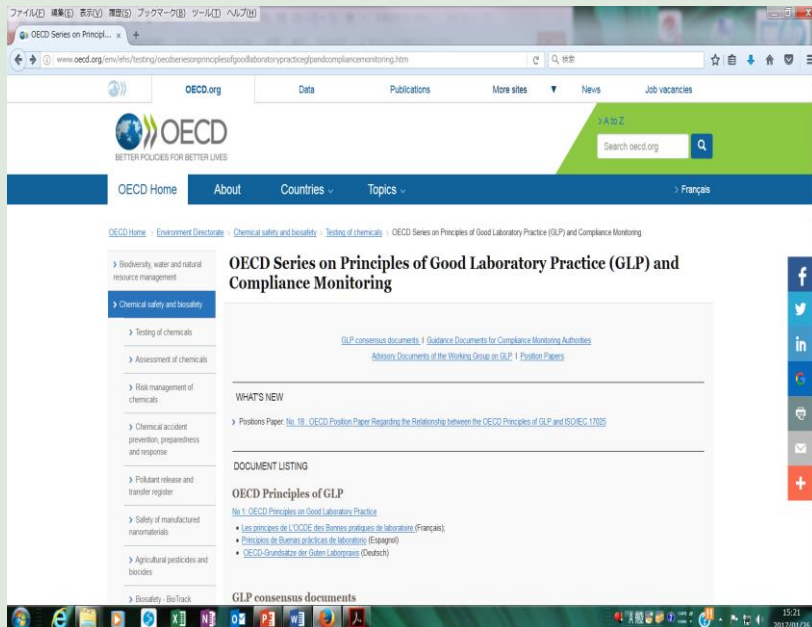 ファイル(F) 編集(E) 表示(V) 履歴(S) ブックマーク(B) ツール(T) ヘルプ(H)
OECD Series on Principl... × +
www.oecd.org/env/ehs/testing/oecdseriesonprinciplesofgoodlaboratorypracticeglpandcompliancemonitoring.htm
検索
OECD.org Data Publications More sites ▼ News Job vacancies
OECD
BETTER POLICIES FOR BETTER LIVES
> A to Z
Search oecd.org
OECD Home About Countries Topics > Français
OECD Home > Environment Directorate > Chemical safety and biosafety > Testing of chemicals > OECD Series on Principles of Good Laboratory Practice (GLP) and Compliance Monitoring
> Biodiversity, water and natural
resource management
> Chemical safety and biosafety
> Testing of chemicals
> Assessment of chemicals
> Risk management of
chemicals
> Chemical accident
prevention, preparedness
and response
> Pollutant release and
transfer register
> Safety of manufactured
nanomaterials
> Agricultural pesticides and
biocides
> Biosafety - BioTrack
OECD Series on Principles of Good Laboratory Practice (GLP) and
Compliance Monitoring
GLP consensus documents | Guidance Documents for Compliance Monitoring Authorities
Advisory Documents of the Working Group on GLP | Position Papers
WHAT'S NEW
> Positions Paper: No. 18 : OECD Position Paper Regarding the Relationship between the OECD Principles of GLP and ISO/IEC 17025
DOCUMENT LISTING
OECD Principles of GLP
No 1: OECD Principles on Good Laboratory Practice
• Les principes de L'OCDE des Bonnes pratiques de laboratoire (Français);
• Principios de Buenas prácticas de laboratorio (Espagnol)
• OECD-Grundsätze der Guten Laborpraxis (Deutsch)
GLP consensus documents
15:21
2017/01/26